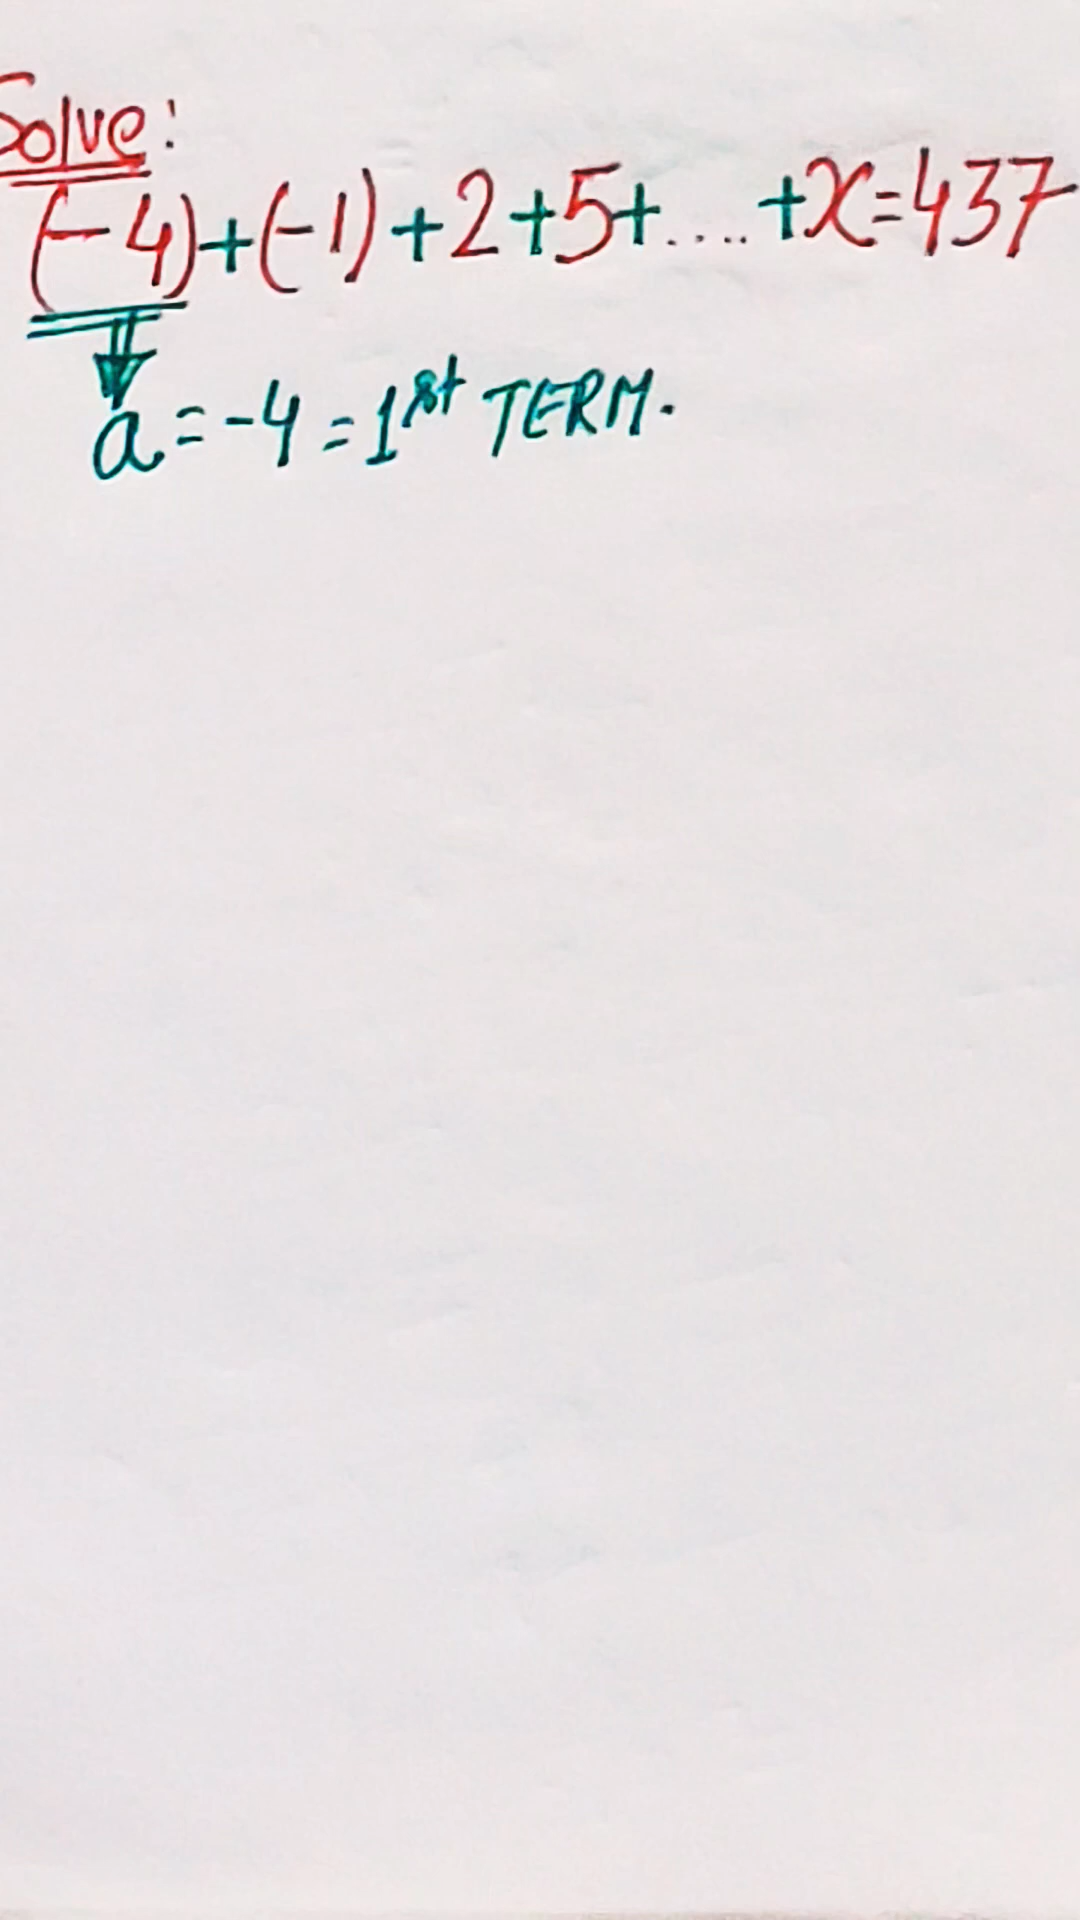 Solve:
(-4)+(-1)+2+5+.....+x=437
a=-4=1st TERM.